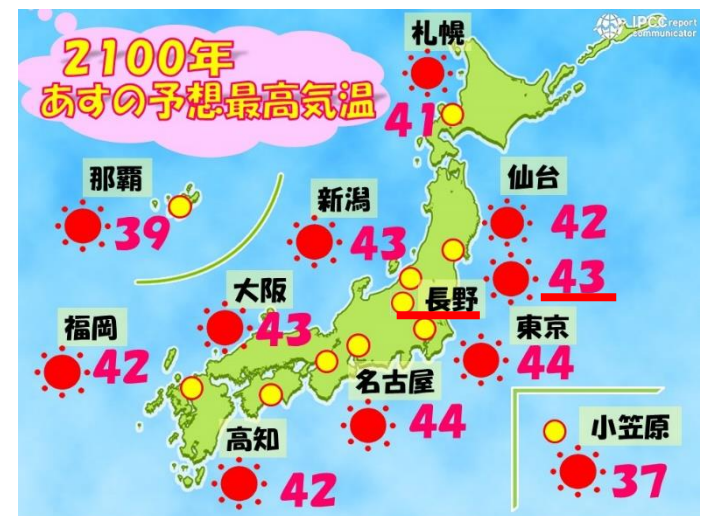 IPCC report
communicator
2100年
あすの予想最高気温
札幌
41
那覇
39
新潟
43
仙台
42
43
長野
大阪
43
福岡
42
東京
44
名古屋
44
小笠原
37
高知
42